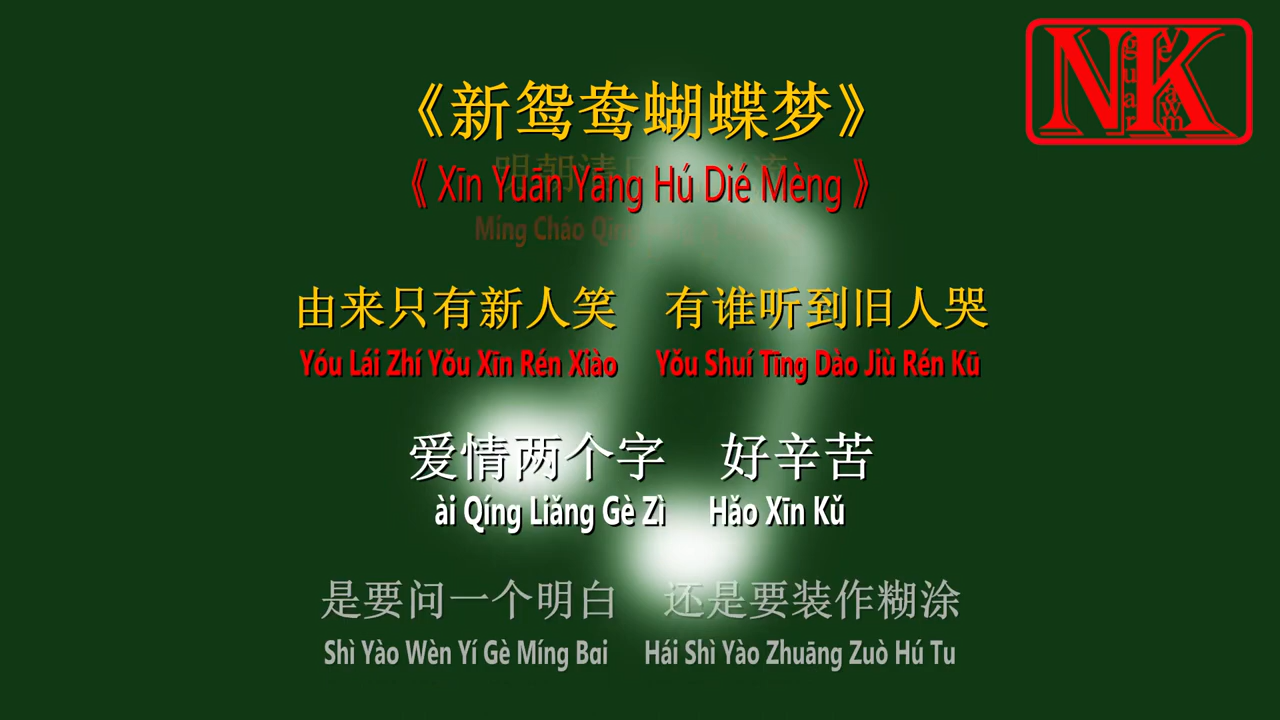 《新鸳鸯蝴蝶梦》
《 Xīn Yuān Yāng Hú Dié Mèng 》
Míng Cháo
由来只有新人笑 有谁听到旧人哭
Yóu Lái Zhí Yǒu Xīn Rén Xiào Yǒu Shuí Tīng Dào Jiù Rén Kū
爱情两个字 好辛苦
ài Qíng Liǎng Gè Zì Hǎo Xīn Kǔ
是要问一个明白 还是要装作糊涂
Shì Yào Wèn Yí Gè Míng Bai Hái Shì Yào Zhuāng Zuò Hú Tu
NK